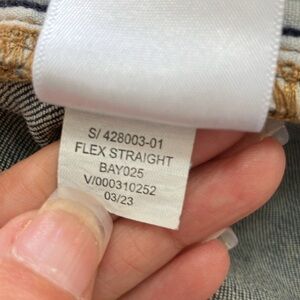 S/ 428003-01
FLEX STRAIGHT
BAY025
V/000310252
03/23